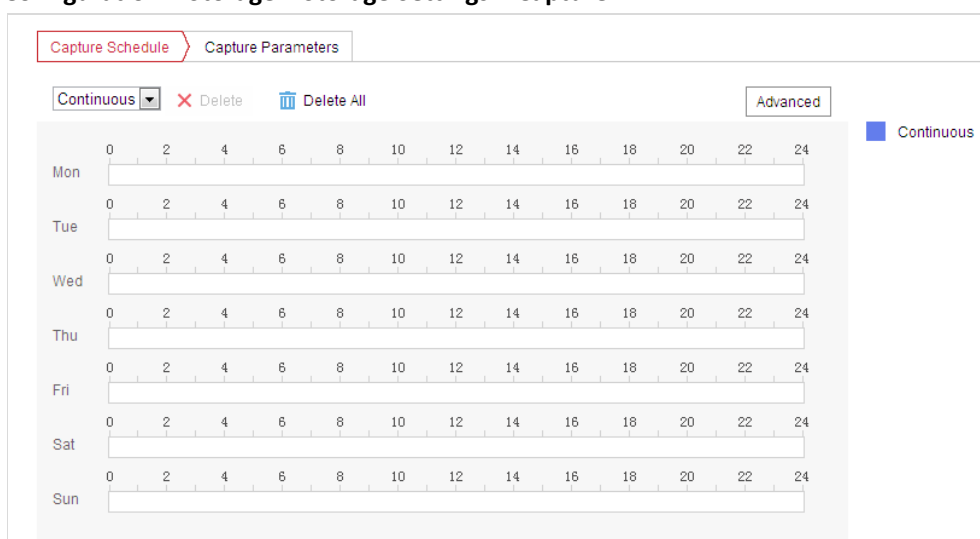 Capture Schedule Capture Parameters
Continuous Delete Delete All Advanced
Continuous
0 2 4 6 8 10 12 14 16 18 20 22 24
Mon
0 2 4 6 8 10 12 14 16 18 20 22 24
Tue
0 2 4 6 8 10 12 14 16 18 20 22 24
Wed
0 2 4 6 8 10 12 14 16 18 20 22 24
Thu
0 2 4 6 8 10 12 14 16 18 20 22 24
Fri
0 2 4 6 8 10 12 14 16 18 20 22 24
Sat
0 2 4 6 8 10 12 14 16 18 20 22 24
Sun